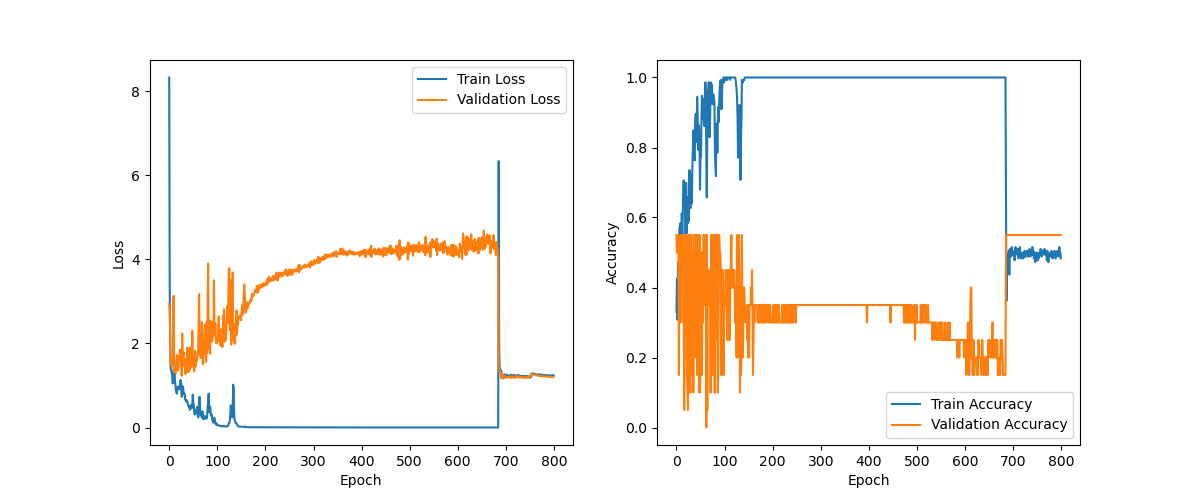 8
6
4
2
0
Loss
0 100 200 300 400 500 600 700 800
Epoch
Train Loss
Validation Loss
1.0
0.8
0.6
0.4
0.2
0.0
Accuracy
0 100 200 300 400 500 600 700 800
Epoch
Train Accuracy
Validation Accuracy